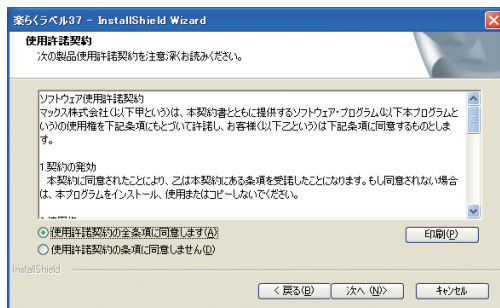 楽らくラベル37 - InstallShield Wizard
使用許諾契約
次の製品使用許諾契約を注意深くお読みください。
ソフトウェア使用許諾契約
マックス株式会社(以下甲という)は、本契約書とともに提供するソフトウェア・プログラム(以下本プログラムと
いう)の使用権を下記条項にもとづいて許諾し、お客様(以下乙という)は下記条項に同意するものとしま
す。
1.契約の発効
本契約に同意されたことにより、乙は本契約にある条項を受諾したことになります。もし同意されない場合
は、本プログラムをインストール、使用またはコピーしないでください。
使用許諾契約の全条項に同意します(A)
印刷(P)
使用許諾契約の条項に同意しません(D)
InstallShield
< 戻る(B)
次へ (N)>
キャンセル